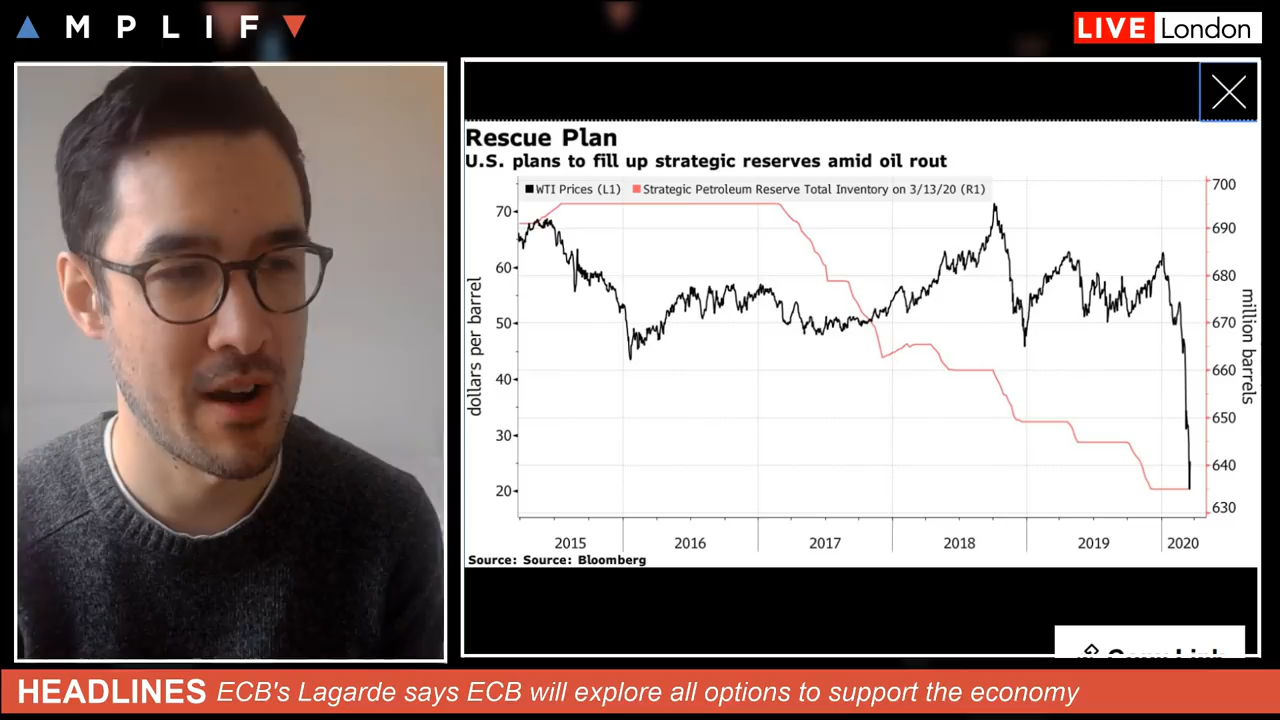 ▲ M P L I F ▼
LIVE London
Rescue Plan
U.S. plans to fill up strategic reserves amid oil rout
WTI Prices (L1) Strategic Petroleum Reserve Total Inventory on 3/13/20 (R1)
70
60
50
40
30
20
dollars per barrel
700
690
680
670
660
650
640
630
million barrels
2015 2016 2017 2018 2019 2020
Source: Source: Bloomberg
Copy Link
HEADLINES ECB's Lagarde says ECB will explore all options to support the economy